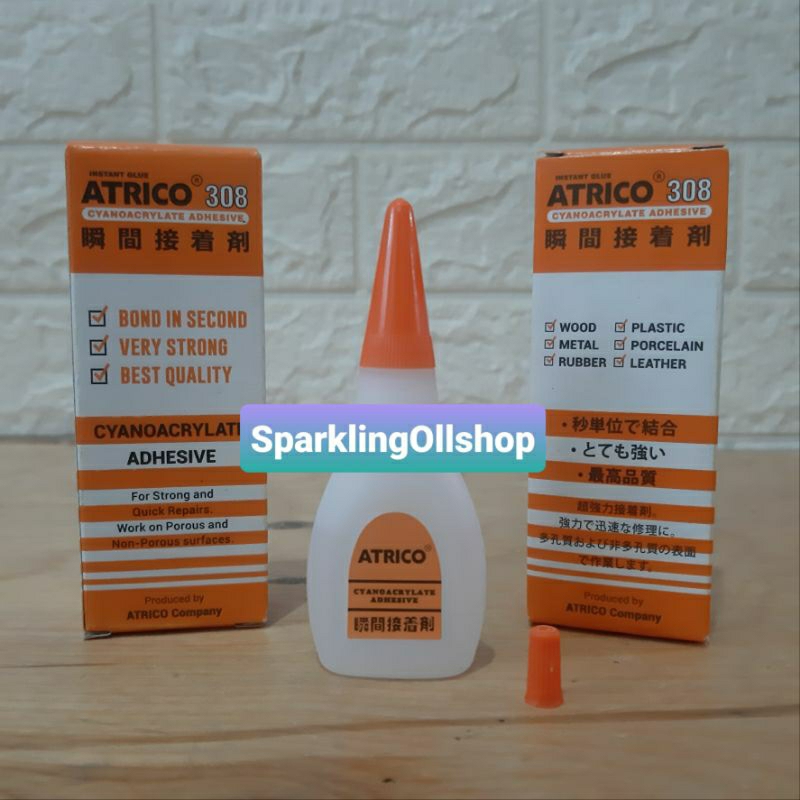 INSTANT GLUE
ATRICO® 308
CYANOACRYLATE ADHESIVE
瞬間接着剤
BOND IN SECOND
VERY STRONG
BEST QUALITY
CYANOACRYLAT
ADHESIVE
For Strong and
Quick Repairs.
Work on Porous and
Non-Porous surfaces.
Produced by
ATRICO Company
SparklingOllshop
ATRICO®
CYANOACRYLATE
ADHESIVE
瞬間接着剤
INSTANT GLUE
ATRICO® 308
CYANOACRYLATE ADHESIVE
瞬間接着剤
WOOD PLASTIC
METAL PORCELAIN
RUBBER LEATHER
・秒単位で結合
・とても強い
・最高品質
超強力接着剤。
強力で迅速な修理に。
多孔質および非多孔質の表面
で作業します。
Produced by
ATRICO Company